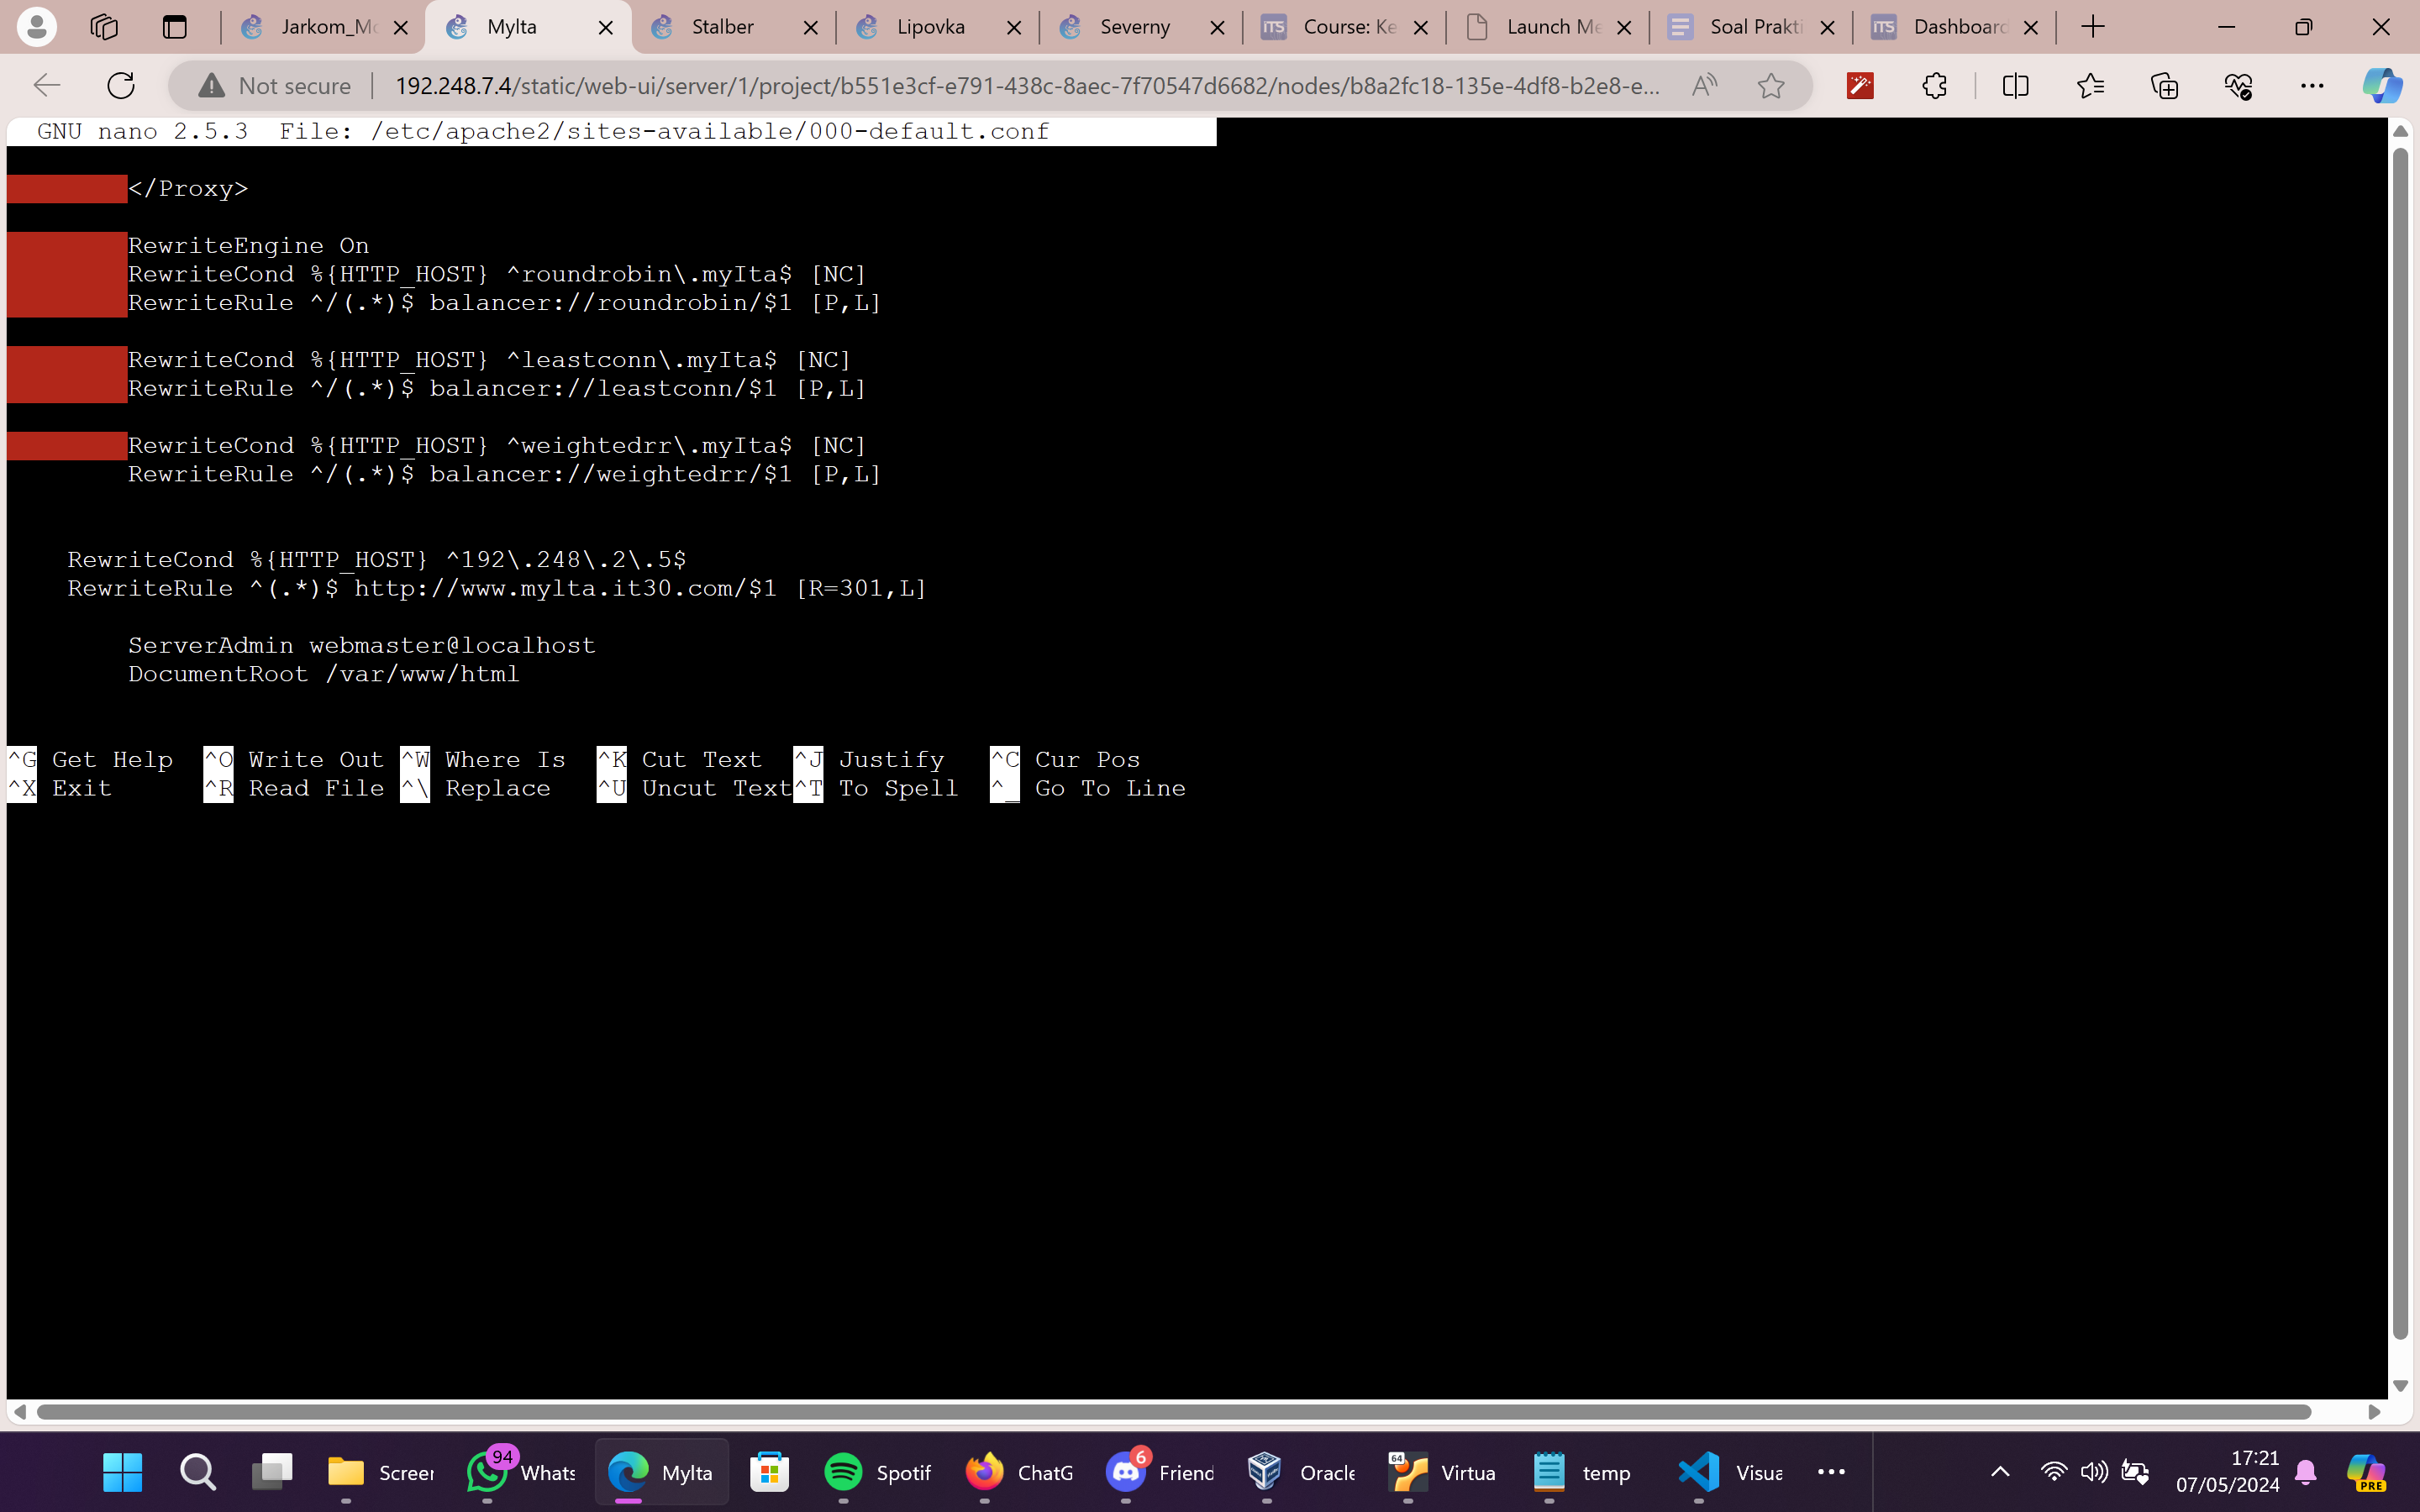 Jarkom_Mo
Mylta
Stalber
Lipovka
Severny
Course: Ke
Launch Me
Soal Prakti
Dashboard
Not secure
192.248.7.4/static/web-ui/server/1/project/b551e3cf-e791-438c-8aec-7f70547d6682/nodes/b8a2fc18-135e-4df8-b2e8-e...
GNU nano 2.5.3  File: /etc/apache2/sites-available/000-default.conf
</Proxy>
RewriteEngine On
RewriteCond %{HTTP_HOST} ^roundrobin\.myIta$ [NC]
RewriteRule ^/(.*)$ balancer://roundrobin/$1 [P,L]
RewriteCond %{HTTP_HOST} ^leastconn\.myIta$ [NC]
RewriteRule ^/(.*)$ balancer://leastconn/$1 [P,L]
RewriteCond %{HTTP_HOST} ^weightedrr\.myIta$ [NC]
RewriteRule ^/(.*)$ balancer://weightedrr/$1 [P,L]
RewriteCond %{HTTP_HOST} ^192\.248\.2\.5$
RewriteRule ^(.*)$ http://www.mylta.it30.com/$1 [R=301,L]
ServerAdmin webmaster@localhost
DocumentRoot /var/www/html
^G Get Help  ^O Write Out ^W Where Is  ^K Cut Text  ^J Justify  ^C Cur Pos
^X Exit  ^R Read File ^\ Replace  ^U Uncut Text ^T To Spell  ^_ Go To Line
Screen
94
Whats
Mylta
Spotif
ChatG
6
Friend
Oracle
64
Virtua
temp
Visua
17:21
07/05/2024
PRE